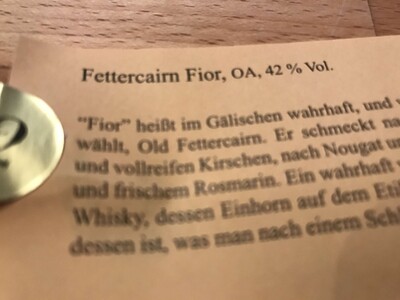 Fettercairn Fior, OA, 42 % Vol.
"Fior" heißt im Gälischen wahrhaft, und
wählt, Old Fettercairn. Er schmeckt
und vollreifen Kirschen, nach Nougat
und frischem Rosmarin. Ein wahrhaft
Whisky, dessen Einhorn auf dem
dessen ist, was man nach einem